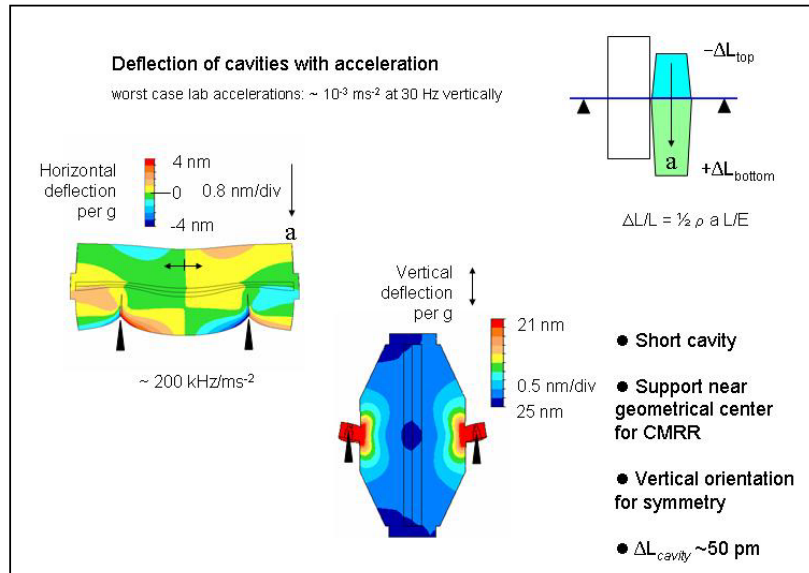 Deflection of cavities with acceleration
worst case lab accelerations: ~ 10⁻³ ms⁻² at 30 Hz vertically
−ΔL_top
a
+ΔL_bottom
ΔL/L = ½ ρ a L/E
Horizontal
deflection
per g
4 nm
0
0.8 nm/div
-4 nm
a
~ 200 kHz/ms⁻²
Vertical
deflection
per g
21 nm
0.5 nm/div
25 nm
● Short cavity
● Support near
geometrical center
for CMRR
● Vertical orientation
for symmetry
● ΔL_cavity ~50 pm